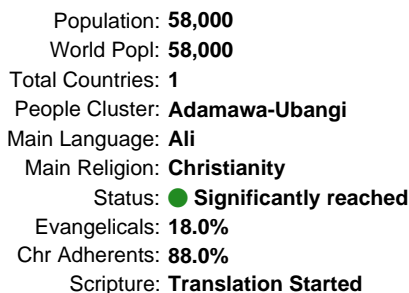 Population: 58,000
World Popl: 58,000
Total Countries: 1
People Cluster: Adamawa-Ubangi
Main Language: Ali
Main Religion: Christianity
Status: Significantly reached
Evangelicals: 18.0%
Chr Adherents: 88.0%
Scripture: Translation Started